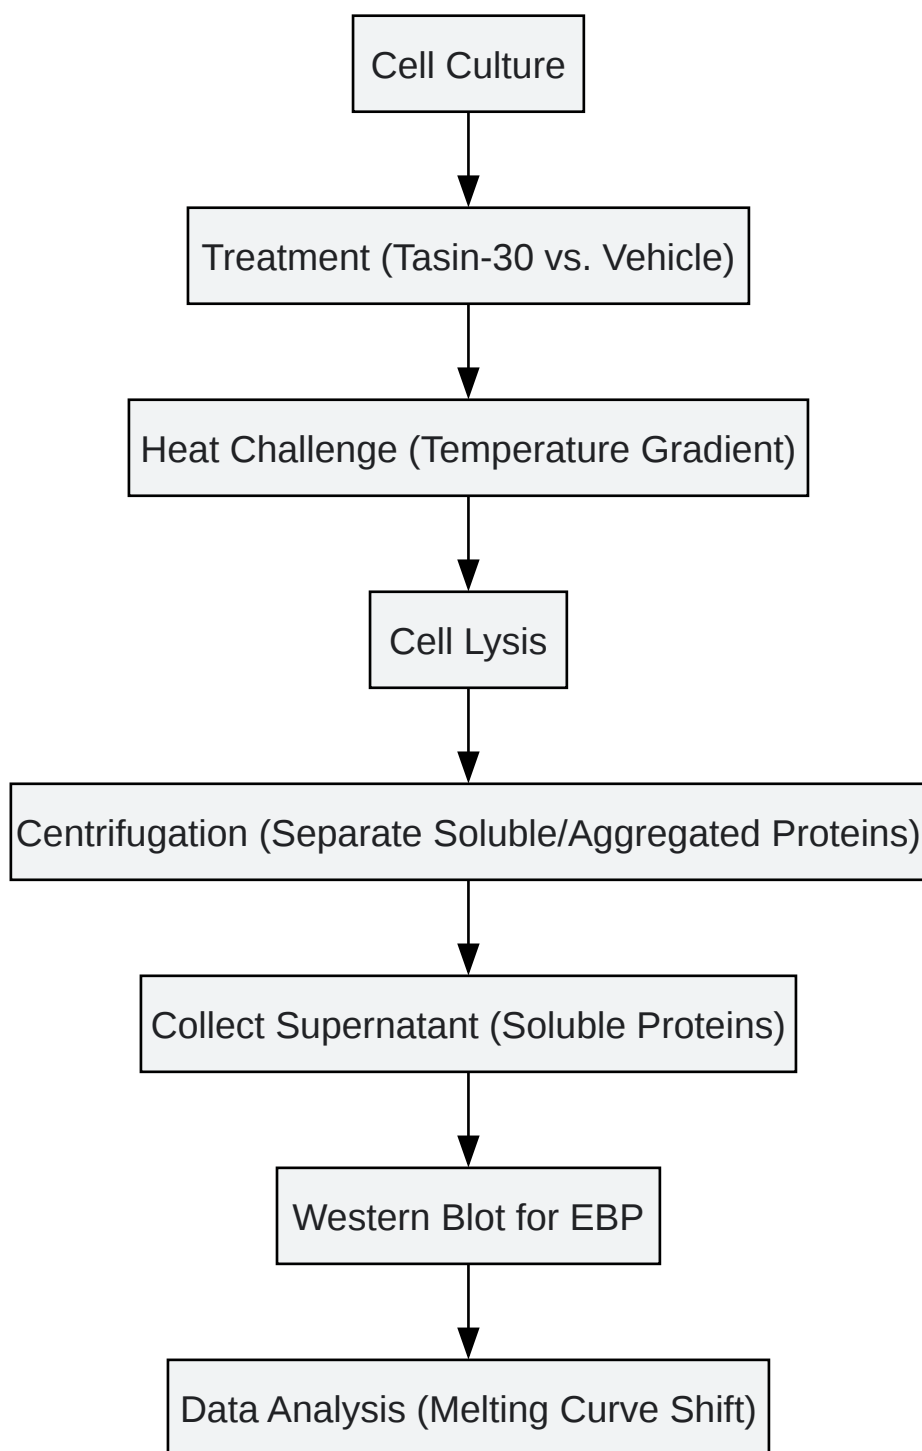 Cell Culture
Treatment (Tasin-30 vs. Vehicle)
Heat Challenge (Temperature Gradient)
Cell Lysis
Centrifugation (Separate Soluble/Aggregated Proteins)
Collect Supernatant (Soluble Proteins)
Western Blot for EBP
Data Analysis (Melting Curve Shift)